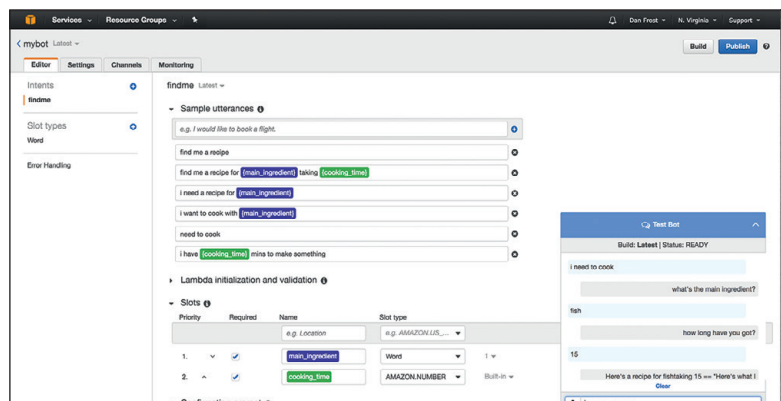 Services Resource Groups Dan Frost N. Virginia Support
mybot Latest Build Publish
Editor Settings Channels Monitoring
Intents
findme
Slot types
Word
Error Handling
findme Latest
Sample utterances
e.g. I would like to book a flight.
find me a recipe
find me a recipe for {main_ingredient} taking {cooking_time}
i need a recipe for {main_ingredient}
i want to cook with {main_ingredient}
need to cook
i have {cooking_time} mins to make something
Lambda initialization and validation
Slots
Priority Required Name Slot type
e.g. Location e.g. AMAZON.US_...
1. main_ingredient Word 1
2. cooking_time AMAZON.NUMBER Built-in
Test Bot
Build: Latest | Status: READY
i need to cook
what's the main ingredient?
fish
how long have you got?
15
Here's a recipe for fishtaking 15 == "Here's what I
Clear